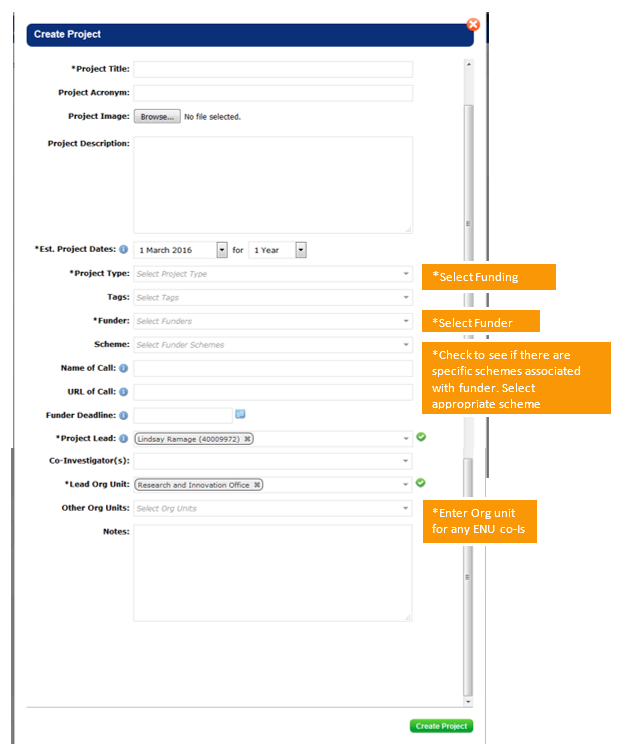 Create Project
*Project Title:
Project Acronym:
Project Image: Browse... No file selected.
Project Description:
*Est. Project Dates: 1 March 2016 for 1 Year
*Project Type: Select Project Type
*Select Funding
Tags: Select Tags
*Funder: Select Funders
*Select Funder
Scheme: Select Funder Schemes
*Check to see if there are
specific schemes associated
with funder. Select
appropriate scheme
Name of Call:
URL of Call:
Funder Deadline:
*Project Lead: Lindsay Ramage (40009972)
Co-Investigator(s):
*Lead Org Unit: Research and Innovation Office
Other Org Units: Select Org Units
*Enter Org unit
for any ENU co-Is
Notes:
Create Project